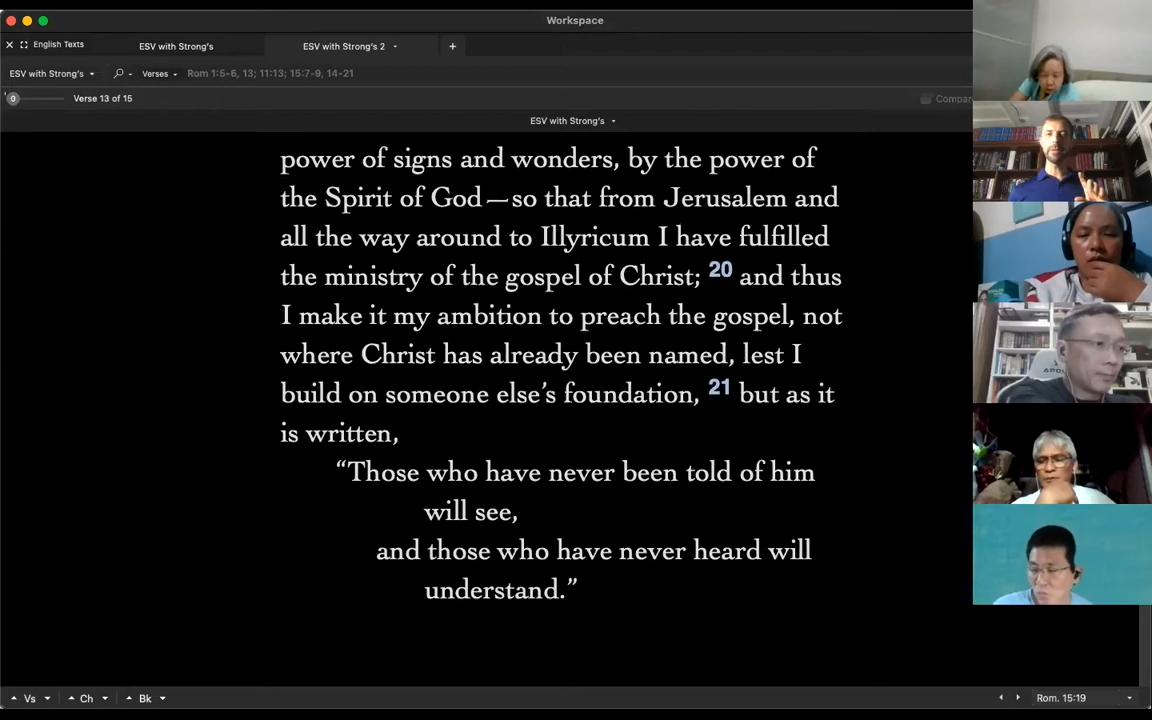 Workspace
English Texts
ESV with Strong's
ESV with Strong's 2
+
ESV with Strong's
Verses
Rom 1:5-6, 13; 11:13; 15:7-9, 14-21
0
Verse 13 of 15
Compar
ESV with Strong's
power of signs and wonders, by the power of
the Spirit of God—so that from Jerusalem and
all the way around to Illyricum I have fulfilled
the ministry of the gospel of Christ; 20 and thus
I make it my ambition to preach the gospel, not
where Christ has already been named, lest I
build on someone else’s foundation, 21 but as it
is written,
“Those who have never been told of him
will see,
and those who have never heard will
understand.”
Vs
Ch
Bk
Rom. 15:19